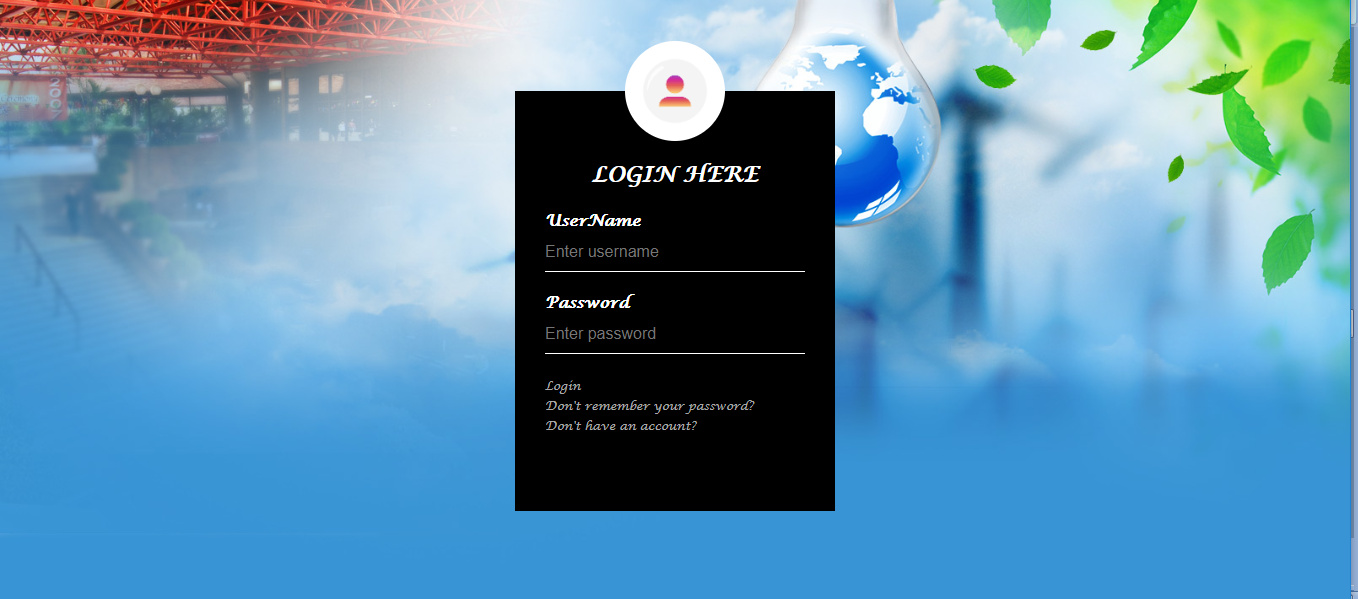 LOGIN HERE
UserName
Enter username
Password
Enter password
Login
Don't remember your password?
Don't have an account?